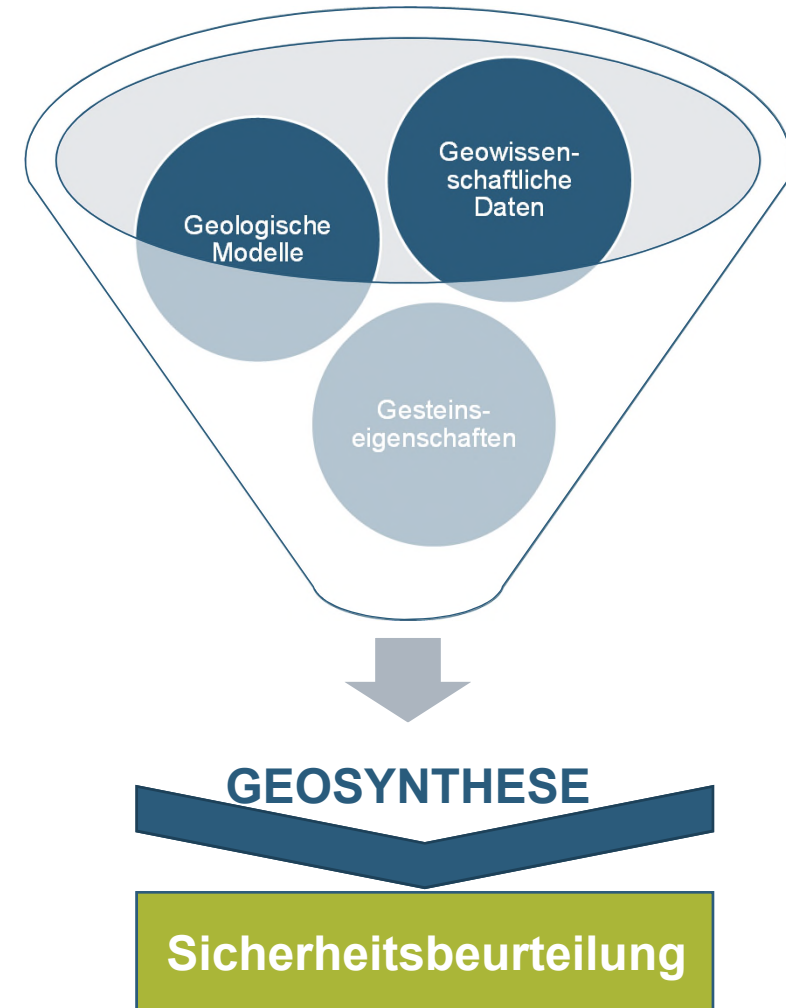 Geowissen-
schaftliche
Daten
Geologische
Modelle
Gesteins-
eigenschaften
GEOSYNTHESE
Sicherheitsbeurteilung